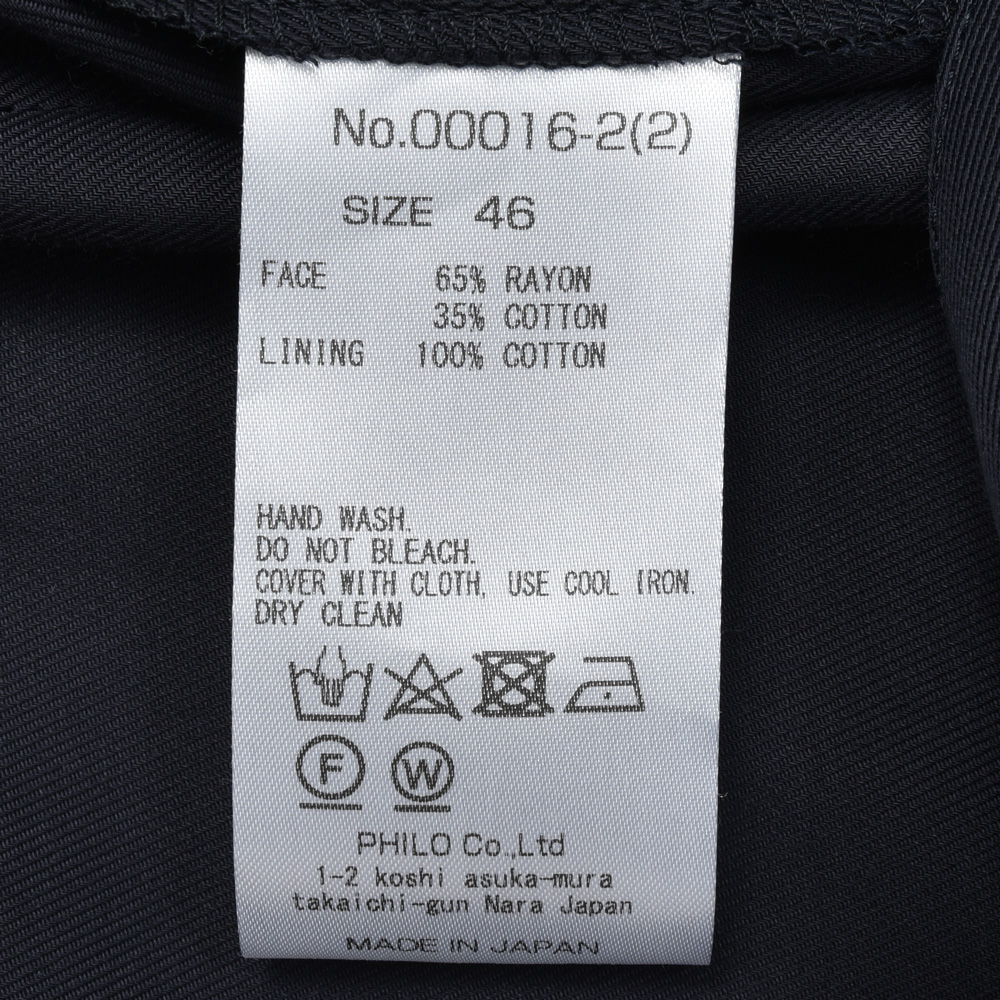 No.00016-2(2)
SIZE 46
FACE 65% RAYON
35% COTTON
LINING 100% COTTON
HAND WASH.
DO NOT BLEACH.
COVER WITH CLOTH, USE COOL IRON.
DRY CLEAN
F W
PHILO Co.,Ltd
1-2 koshi asuka-mura
takaichi-gun Nara Japan
MADE IN JAPAN